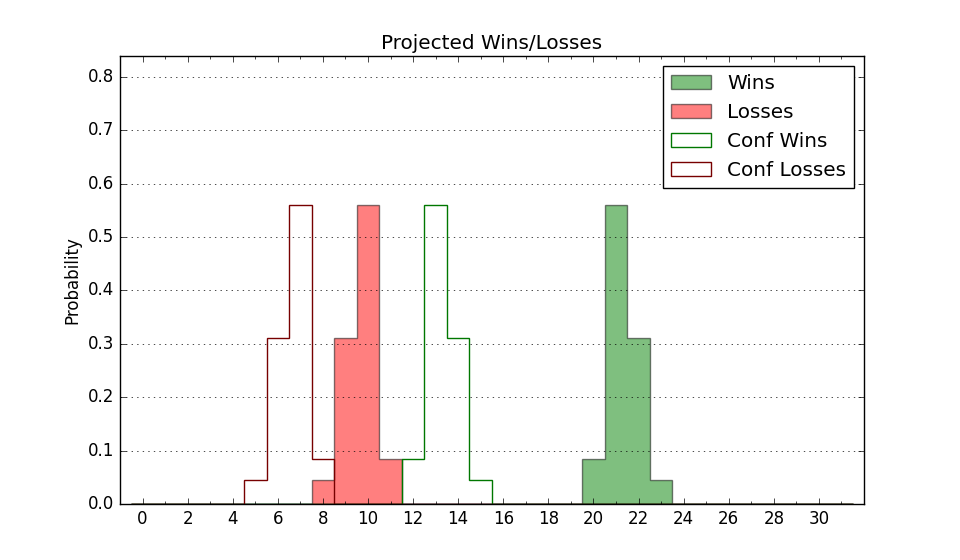 Projected Wins/Losses
Wins
Losses
Conf Wins
Conf Losses
Probability
0.8
0.7
0.6
0.5
0.4
0.3
0.2
0.1
0.0
0 2 4 6 8 10 12 14 16 18 20 22 24 26 28 30